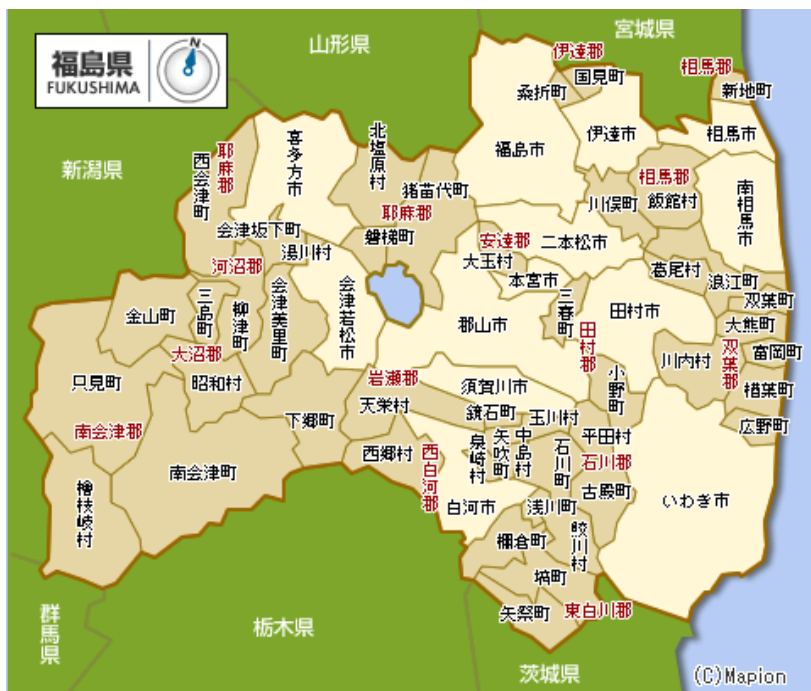 福島県
FUKUSHIMA
N
山形県
宮城県
新潟県
群馬県
栃木県
茨城県
伊達郡
国見町
桑折町
相馬郡
新地町
福島市
伊達市
相馬市
喜多方市
北塩原村
耶麻郡
西会津町
猪苗代町
耶麻郡
磐梯町
川俣町
相馬郡
飯館村
南相馬市
会津坂下町
湯川村
河沼郡
安達郡
大玉村
二本松市
本宮市
葛尾村
浪江町
双葉町
大熊町
金山町
三島町
柳津町
会津美里町
会津若松市
郡山市
三春町
田村市
田村郡
小野町
川内村
双葉郡
富岡町
楢葉町
広野町
大沼郡
昭和村
只見町
南会津郡
南会津町
檜枝岐村
下郷町
岩瀬郡
天栄村
須賀川市
鏡石町
玉川村
平田村
西郷村
西白河郡
泉崎村
矢吹町
中島村
石川町
石川郡
古殿町
いわき市
白河市
浅川町
棚倉町
鮫川村
塙町
矢祭町
東白川郡
(C)Mapion